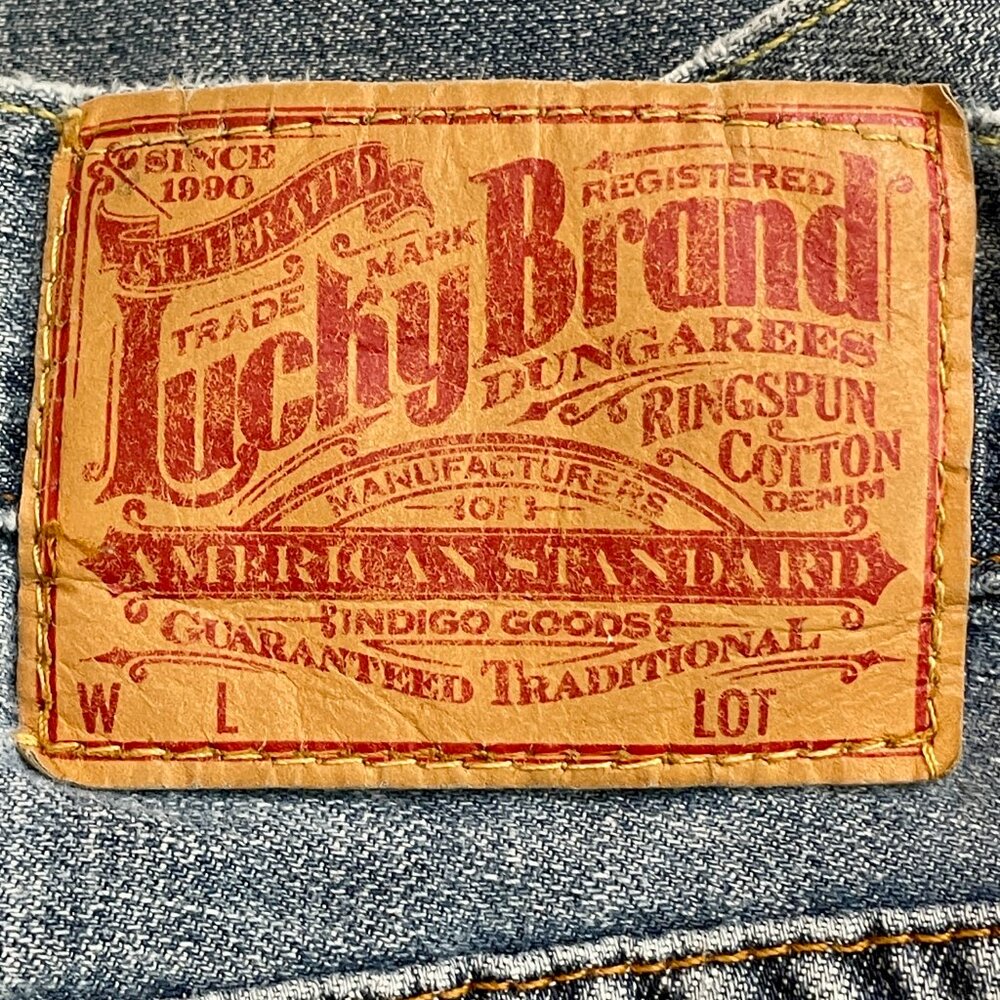 SINCE
1990
TRADE MARK
REGISTERED
Lucky Brand
DUNGAREES
RINGSPUN
COTTON
DENIM
MANUFACTURERS
OF
AMERICAN STANDARD
INDIGO GOODS
GUARANTEED TRADITIONAL
W L LOT